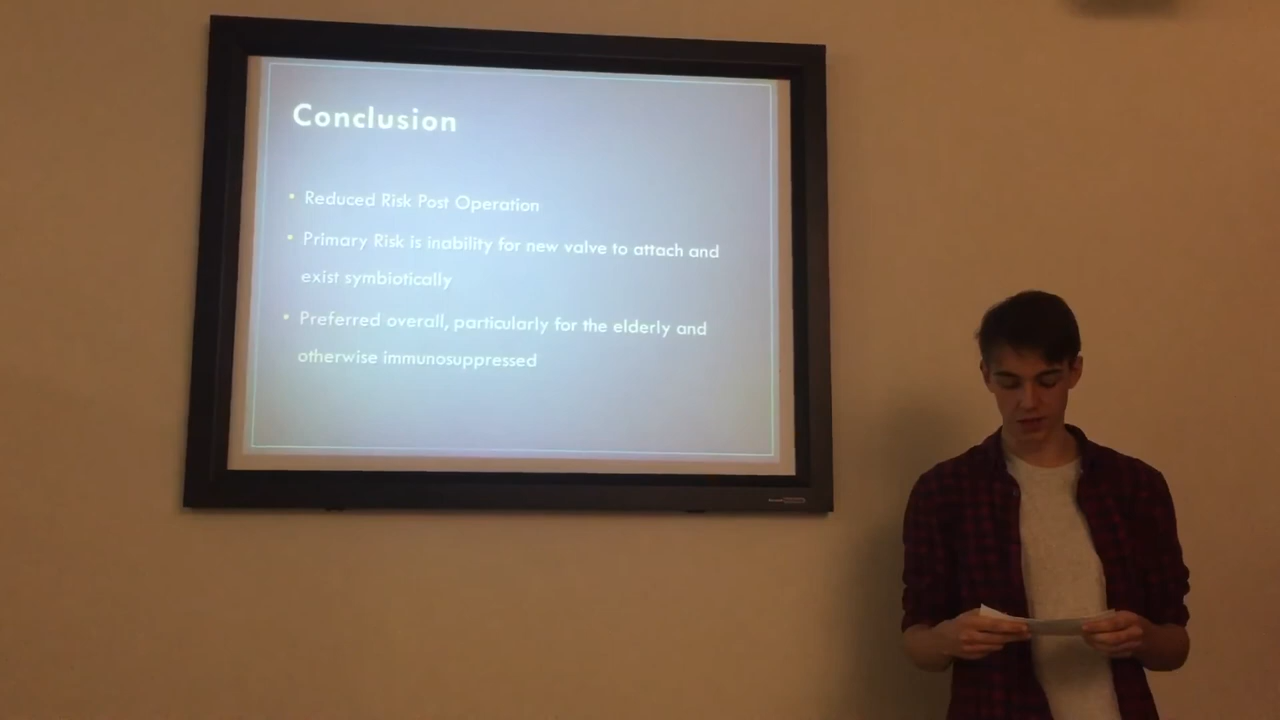 Conclusion
• Reduced Risk Post Operation
• Primary Risk is inability for new valve to attach and
exist symbiotically
• Preferred overall, particularly for the elderly and
otherwise immunosuppressed